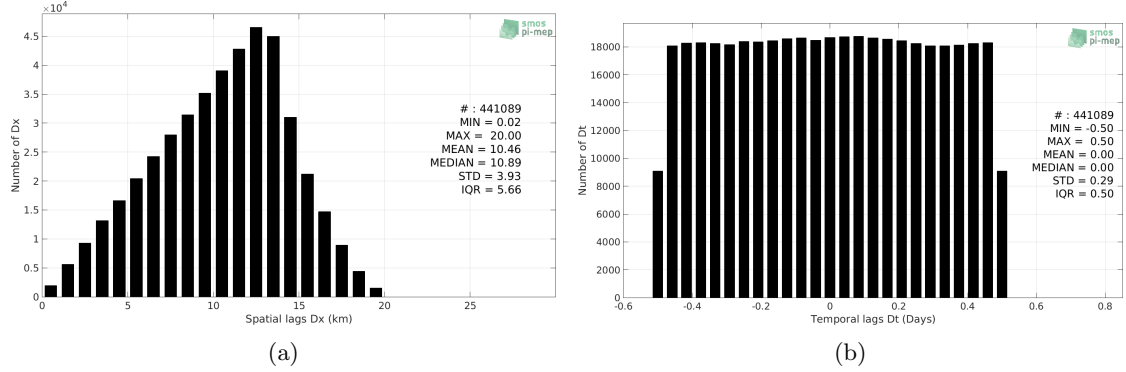 ×10⁴
4.5
4
3.5
3
2.5
2
1.5
1
0.5
0
Number of Dx
0 5 10 15 20 25
Spatial lags Dx (km)
smos
pi-mep
# : 441089
MIN = 0.02
MAX = 20.00
MEAN = 10.46
MEDIAN = 10.89
STD = 3.93
IQR = 5.66
(a)
18000
16000
14000
12000
10000
8000
6000
4000
2000
0
Number of Dt
-0.6 -0.4 -0.2 0 0.2 0.4 0.6 0.8
Temporal lags Dt (Days)
smos
pi-mep
# : 441089
MIN = -0.50
MAX = 0.50
MEAN = 0.00
MEDIAN = 0.00
STD = 0.29
IQR = 0.50
(b)